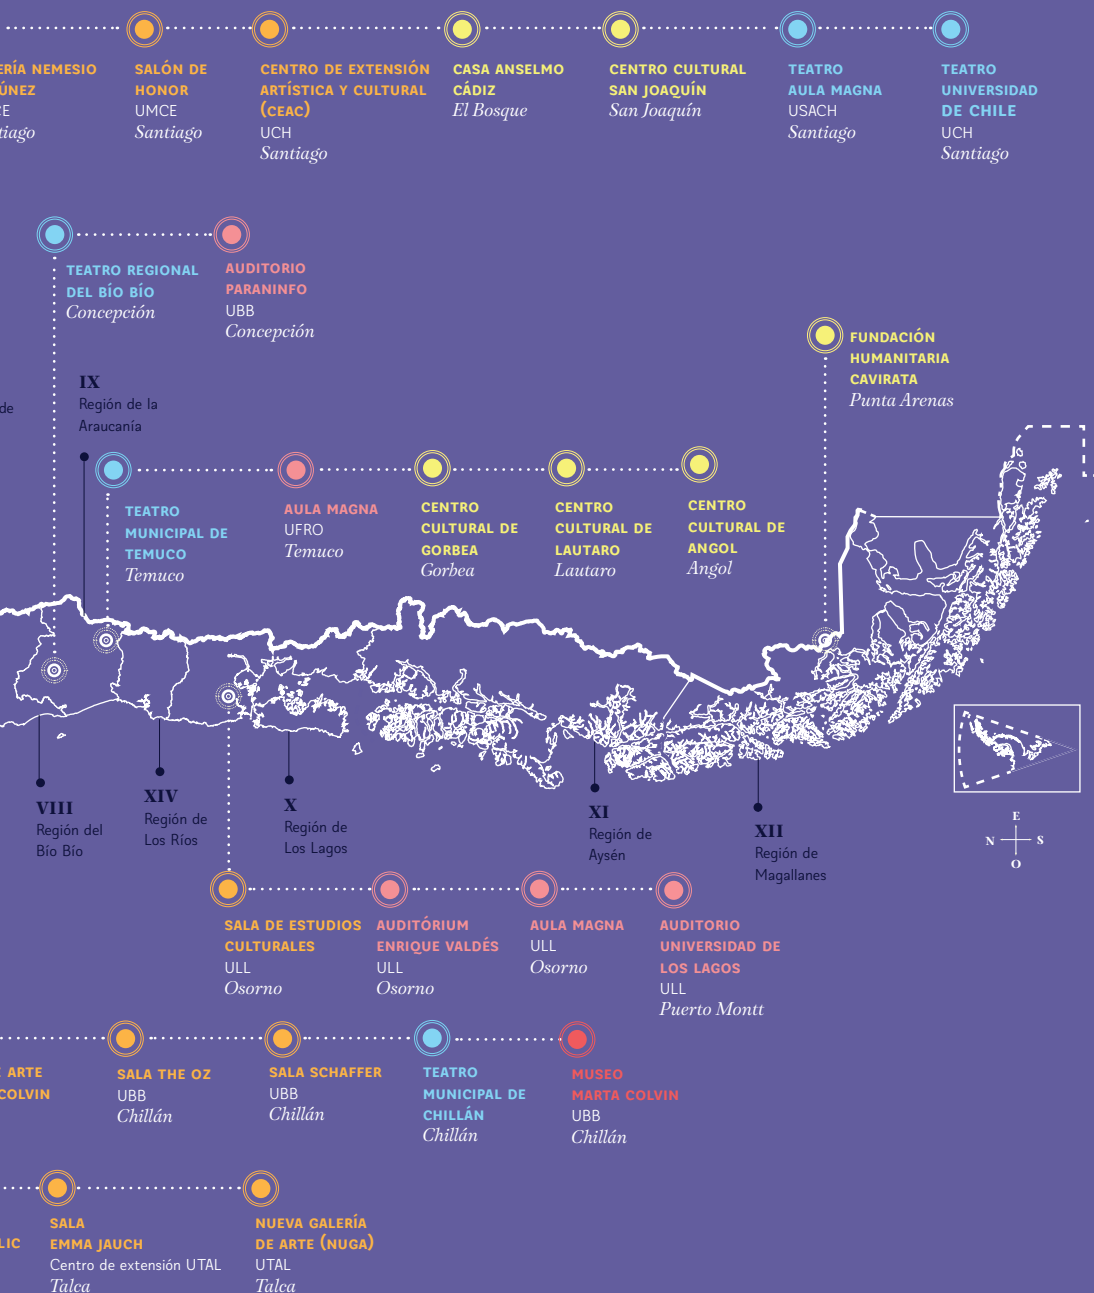 ERÍA NEMESIO
ÚNEZ
CE
tiago
SALÓN DE
HONOR
UMCE
Santiago
CENTRO DE EXTENSIÓN
ARTÍSTICA Y CULTURAL
(CEAC)
UCH
Santiago
CASA ANSELMO
CÁDIZ
El Bosque
CENTRO CULTURAL
SAN JOAQUÍN
San Joaquín
TEATRO
AULA MAGNA
USACH
Santiago
TEATRO
UNIVERSIDAD
DE CHILE
UCH
Santiago
TEATRO REGIONAL
DEL BÍO BÍO
Concepción
AUDITORIO
PARANINFO
UBB
Concepción
FUNDACIÓN
HUMANITARIA
CAVIRATA
Punta Arenas
de
IX
Región de la
Araucanía
TEATRO
MUNICIPAL DE
TEMUCO
Temuco
AULA MAGNA
UFRO
Temuco
CENTRO
CULTURAL DE
GORBEA
Gorbea
CENTRO
CULTURAL DE
LAUTARO
Lautaro
CENTRO
CULTURAL DE
ANGOL
Angol
VIII
Región del
Bío Bío
XIV
Región de
Los Ríos
X
Región de
Los Lagos
XI
Región de
Aysén
XII
Región de
Magallanes
E
N S
O
SALA DE ESTUDIOS
CULTURALES
ULL
Osorno
AUDITÓRIUM
ENRIQUE VALDÉS
ULL
Osorno
AULA MAGNA
ULL
Osorno
AUDITORIO
UNIVERSIDAD DE
LOS LAGOS
ULL
Puerto Montt
E ARTE
COLVIN
SALA THE OZ
UBB
Chillán
SALA SCHAFFER
UBB
Chillán
TEATRO
MUNICIPAL DE
CHILLÁN
Chillán
MUSEO
MARTA COLVIN
UBB
Chillán
LIC
SALA
EMMA JAUCH
Centro de extensión UTAL
Talca
NUEVA GALERÍA
DE ARTE (NUGA)
UTAL
Talca